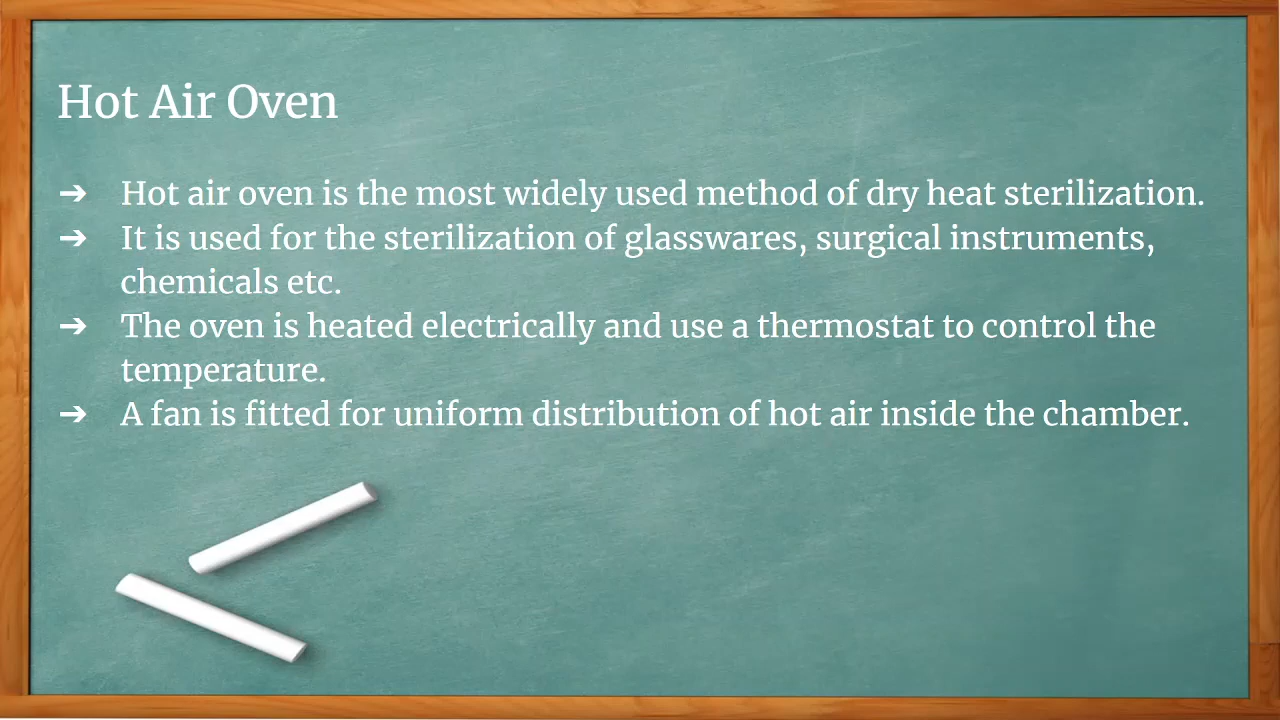 Hot Air Oven
➔ Hot air oven is the most widely used method of dry heat sterilization.
➔ It is used for the sterilization of glasswares, surgical instruments,
chemicals etc.
➔ The oven is heated electrically and use a thermostat to control the
temperature.
➔ A fan is fitted for uniform distribution of hot air inside the chamber.